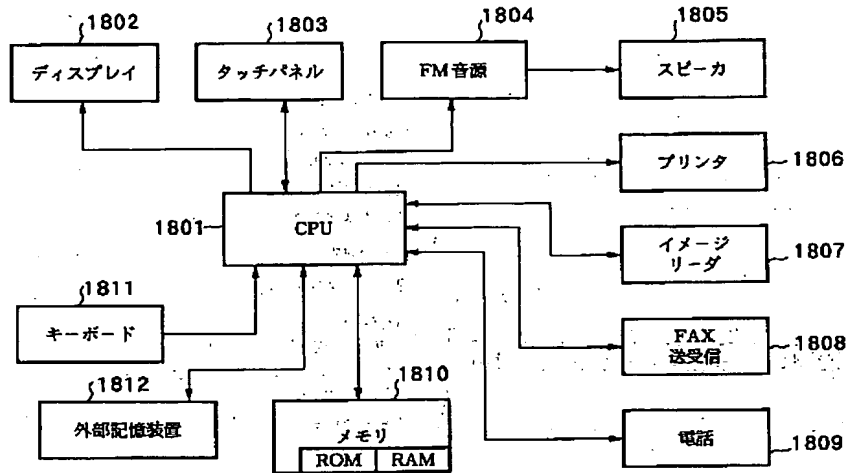 1802
ディスプレイ
1803
タッチパネル
1804
FM音源
1805
スピーカ
プリンタ
1806
1801
CPU
イメージ
リーダ
1807
1811
キーボード
FAX
送受信
1808
1812
外部記憶装置
1810
メモリ
ROM
RAM
電話
1809